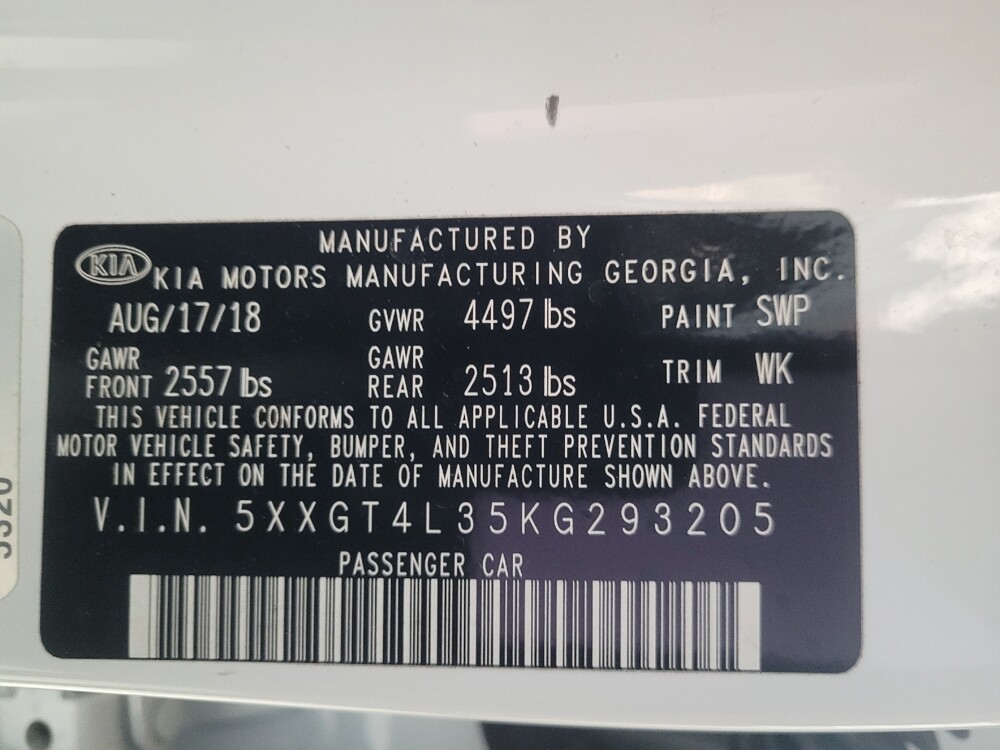 MANUFACTURED BY
KIA KIA MOTORS MANUFACTURING GEORGIA, INC.
AUG/17/18 GVWR 4497 lbs PAINT SWP
GAWR FRONT 2557 lbs GAWR REAR 2513 lbs TRIM WK
THIS VEHICLE CONFORMS TO ALL APPLICABLE U.S.A. FEDERAL
MOTOR VEHICLE SAFETY, BUMPER, AND THEFT PREVENTION STANDARDS
IN EFFECT ON THE DATE OF MANUFACTURE SHOWN ABOVE.
V.I.N. 5XXGT4L35KG293205
PASSENGER CAR